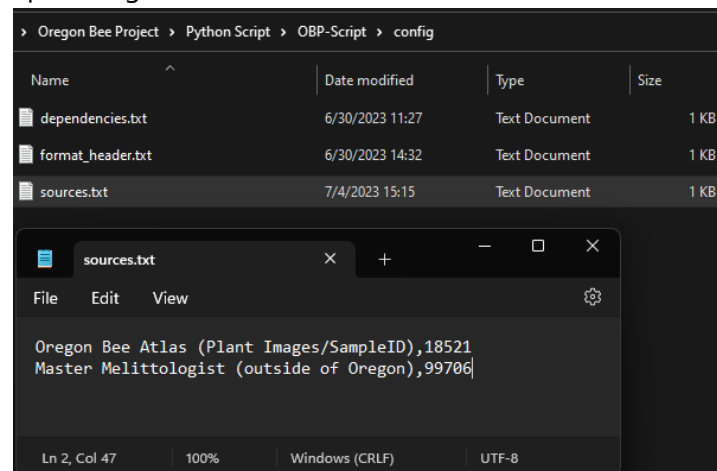 > Oregon Bee Project > Python Script > OBP-Script > config
Name Date modified Type Size
dependencies.txt 6/30/2023 11:27 Text Document 1 KB
format_header.txt 6/30/2023 14:32 Text Document 1 KB
sources.txt 7/4/2023 15:15 Text Document 1 KB
sources.txt
File Edit View
Oregon Bee Atlas (Plant Images/SampleID),18521
Master Melittologist (outside of Oregon),99706
Ln 2, Col 47 100% Windows (CRLF) UTF-8